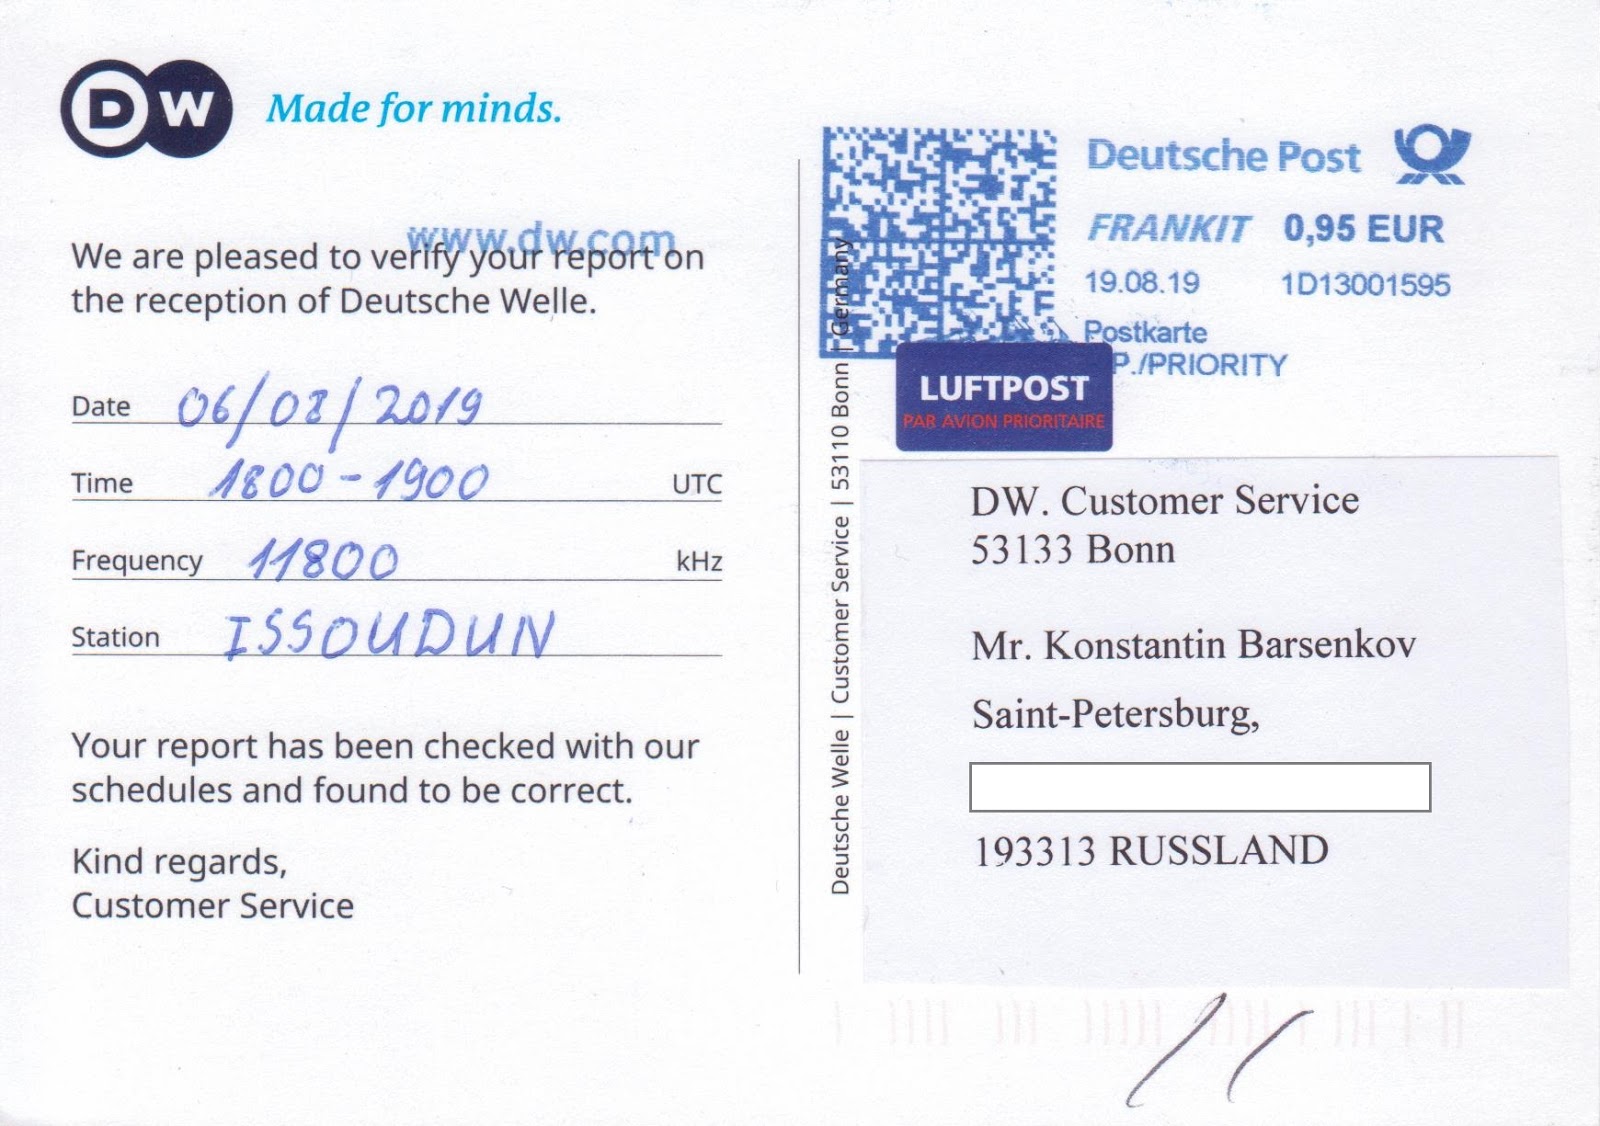 DW Made for minds.
www.dw.com
We are pleased to verify your report on
the reception of Deutsche Welle.
Date 06/08/2019
Time 1800-1900 UTC
Frequency 11800 kHz
Station ISSOUDUN
Your report has been checked with our
schedules and found to be correct.
Kind regards,
Customer Service
Deutsche Welle | Customer Service | 53110 Bonn | Germany
Deutsche Post
FRANKIT 0,95 EUR
19.08.19 1D13001595
Postkarte
P./PRIORITY
LUFTPOST
PAR AVION PRIORITAIRE
DW. Customer Service
53133 Bonn
Mr. Konstantin Barsenkov
Saint-Petersburg,
193313 RUSSLAND